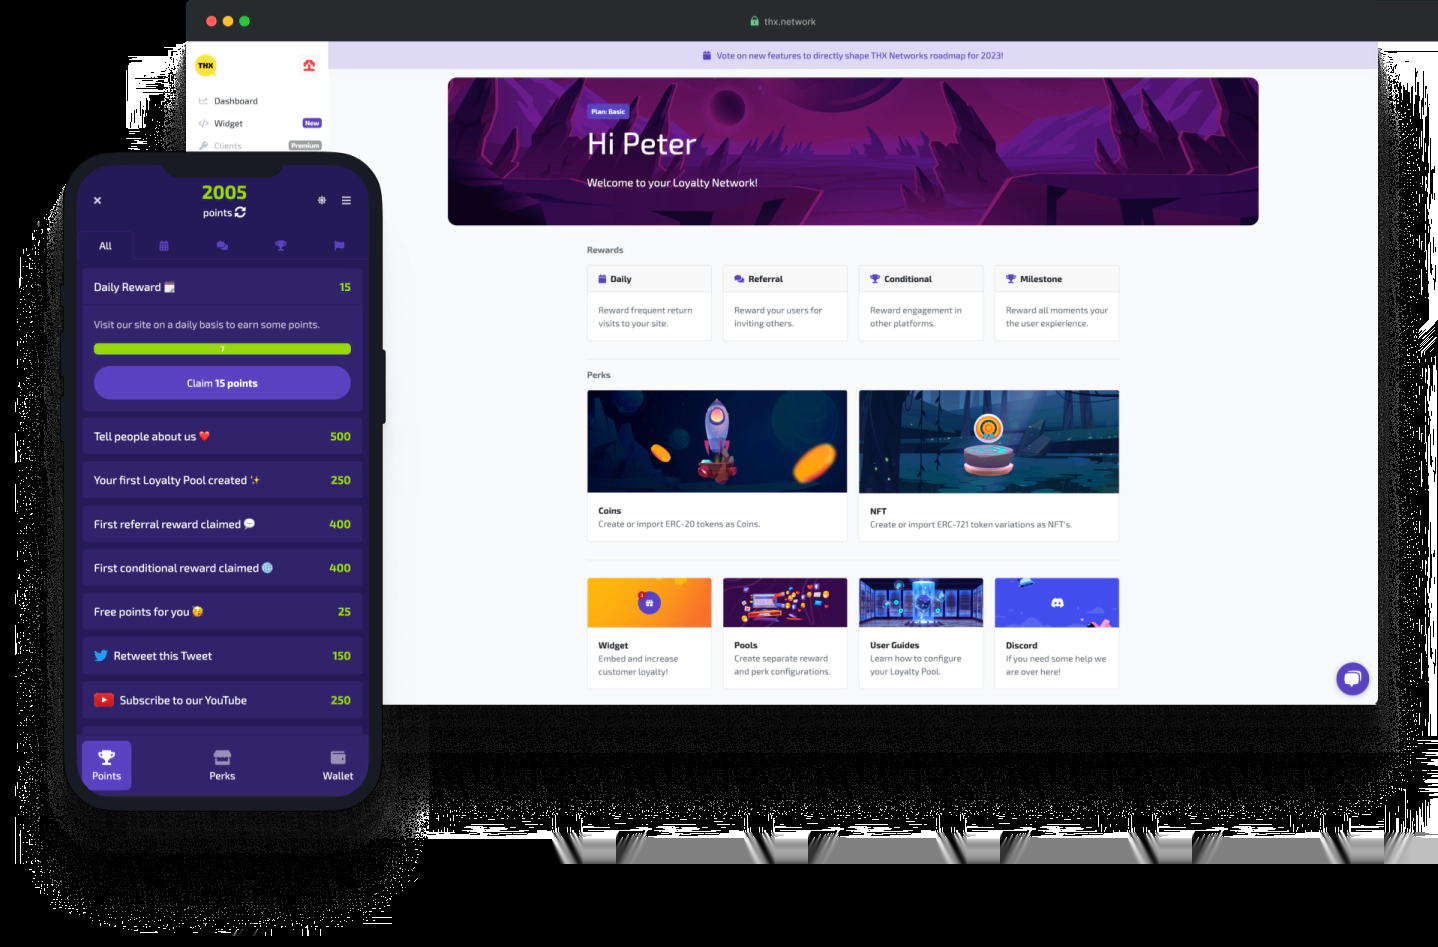 thx.network
Vote on new features to directly shape THX Networks roadmap for 2023!
THX
Dashboard
Widget
New
Clients
Premium
Plan: Basic
Hi Peter
Welcome to your Loyalty Network!
Rewards
Daily
Reward frequent return
visits to your site.
Referral
Reward your users for
inviting others.
Conditional
Reward engagement in
other platforms.
Milestone
Reward all moments your
the user expierience.
Perks
Coins
Create or import ERC-20 tokens as Coins.
NFT
Create or import ERC-721 token variations as NFT's.
Widget
Embed and increase
customer loyalty!
Pools
Create separate reward
and perk configurations.
User Guides
Learn how to configure
your Loyalty Pool.
Discord
If you need some help we
are over here!
2005
points
All
Daily Reward
15
Visit our site on a daily basis to earn some points.
7
Claim 15 points
Tell people about us
500
Your first Loyalty Pool created
250
First referral reward claimed
400
First conditional reward claimed
400
Free points for you
25
Retweet this Tweet
150
Subscribe to our YouTube
250
Points
Perks
Wallet